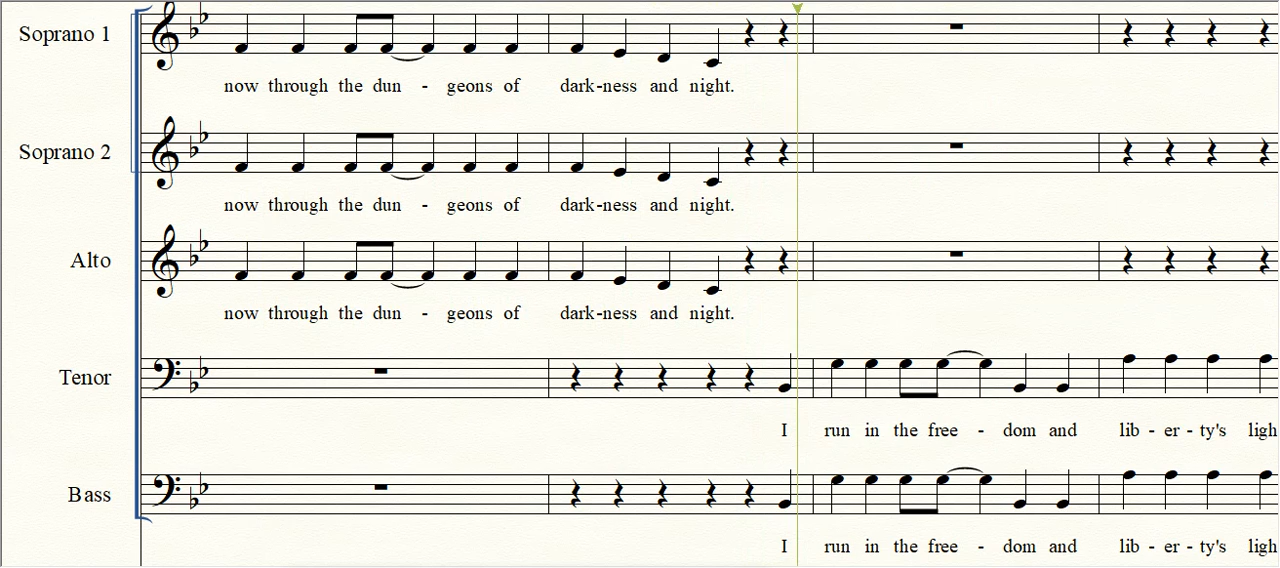 Soprano 1
now through the dun - geons of dark-ness and night.
Soprano 2
now through the dun - geons of dark-ness and night.
Alto
now through the dun - geons of dark-ness and night.
Tenor
I run in the free - dom and lib - er - ty's ligh
Bass
I run in the free - dom and lib - er - ty's ligh